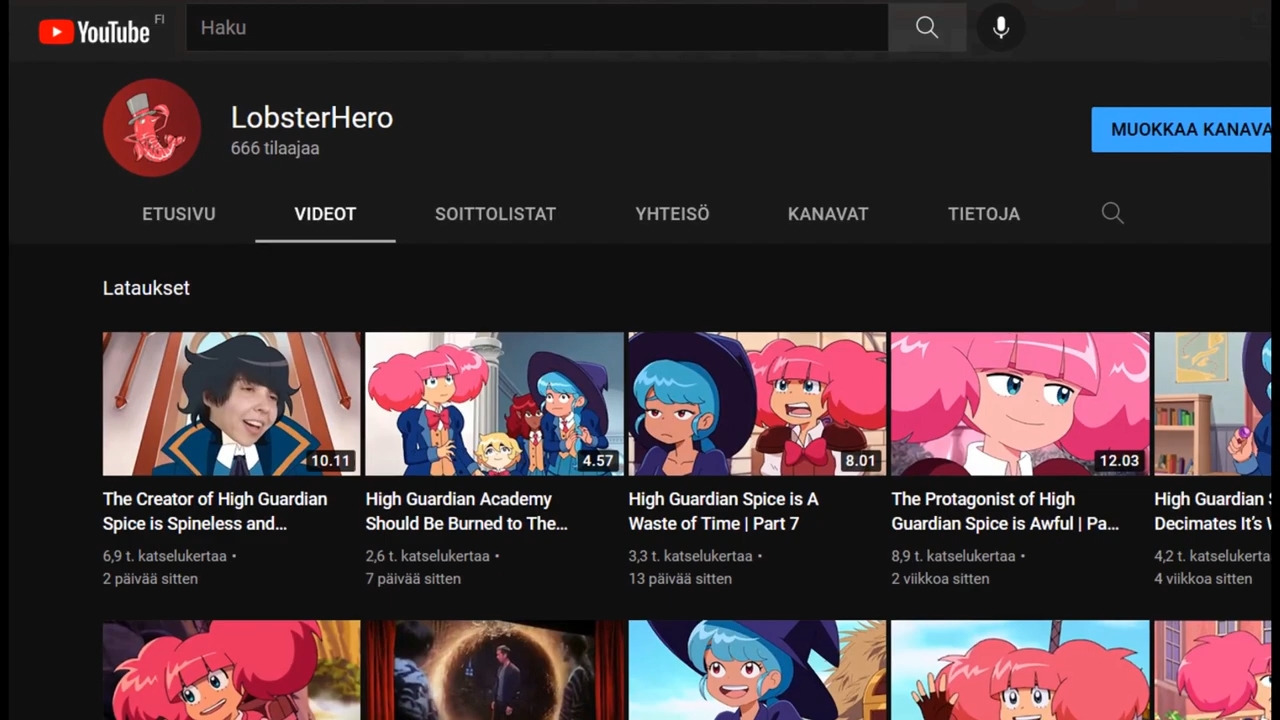 YouTube FI
Haku
LobsterHero
666 tilaajaa
MUOKKAA KANAVA
ETUSIVU VIDEOT SOITTOLISTAT YHTEISÖ KANAVAT TIETOJA
Lataukset
10.11
4.57
8.01
12.03
The Creator of High Guardian
Spice is Spineless and...
6,9 t. katselukertaa •
2 päivää sitten
High Guardian Academy
Should Be Burned to The...
2,6 t. katselukertaa •
7 päivää sitten
High Guardian Spice is A
Waste of Time | Part 7
3,3 t. katselukertaa •
13 päivää sitten
The Protagonist of High
Guardian Spice is Awful | Pa...
8,9 t. katselukertaa •
2 viikkoa sitten
High Guardian
Decimates It's
4,2 t. katselukerta
4 viikkoa sitten